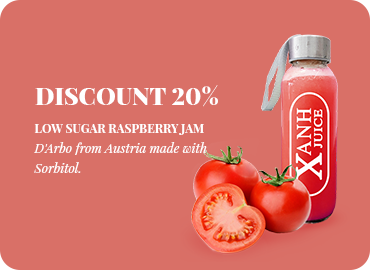 DISCOUNT 20%
LOW SUGAR RASPBERRY JAM
D'Arbo from Austria made with
Sorbitol.
XANH
JUICE